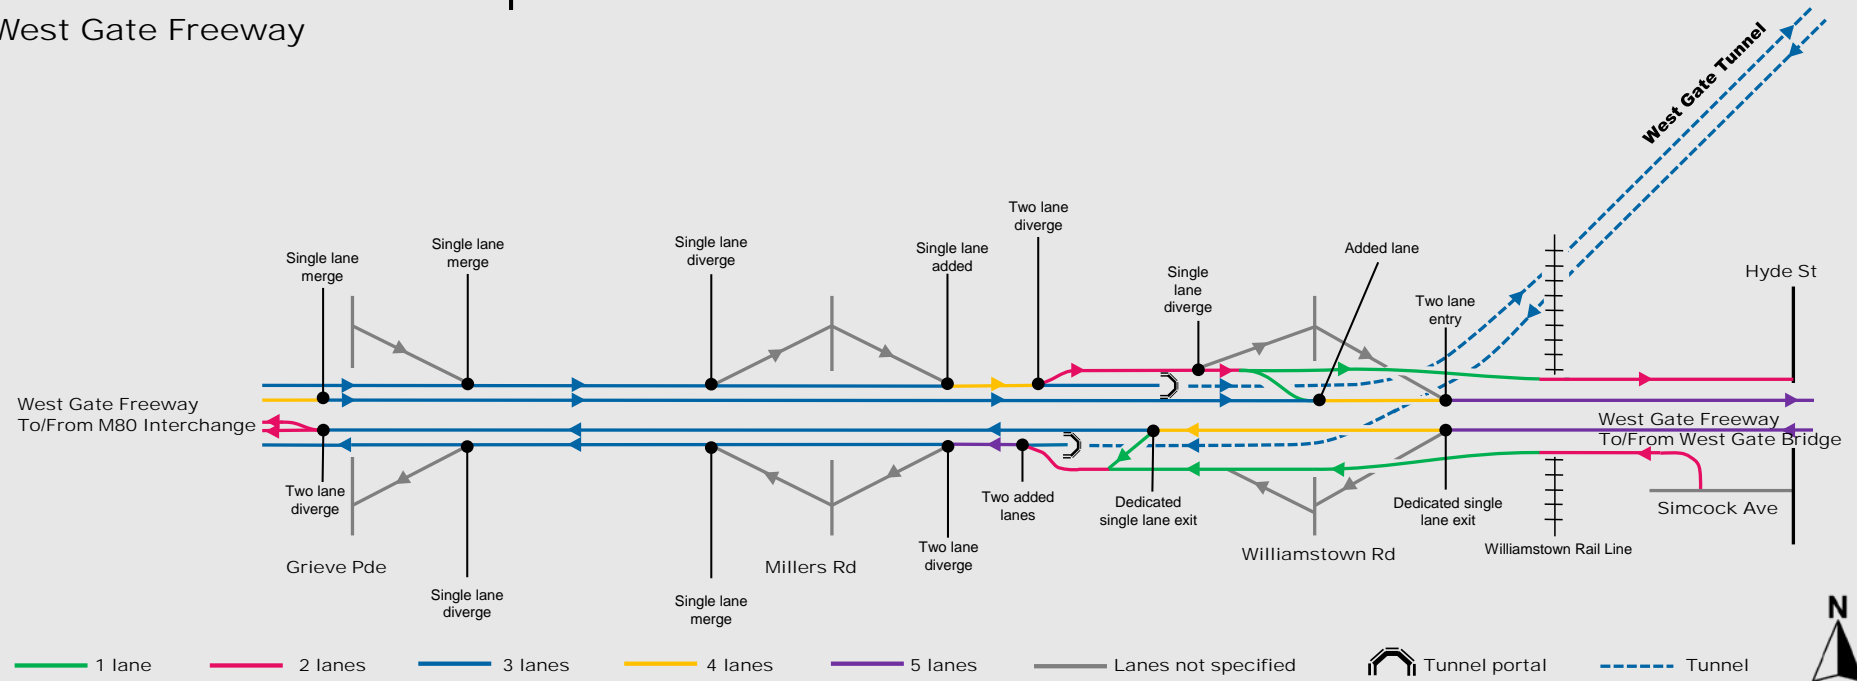 West Gate Freeway
West Gate Tunnel
Two lane
diverge
Single lane
merge
Single lane
merge
Single lane
diverge
Single lane
added
Single
lane
diverge
Added lane
Two lane
entry
Hyde St
West Gate Freeway
To/From M80 Interchange
West Gate Freeway
To/From West Gate Bridge
Two lane
diverge
Grieve Pde
Single lane
diverge
Single lane
merge
Millers Rd
Two lane
diverge
Two added
lanes
Dedicated
single lane exit
Williamstown Rd
Dedicated single
lane exit
Simcock Ave
Williamstown Rail Line
N
1 lane
2 lanes
3 lanes
4 lanes
5 lanes
Lanes not specified
Tunnel portal
Tunnel